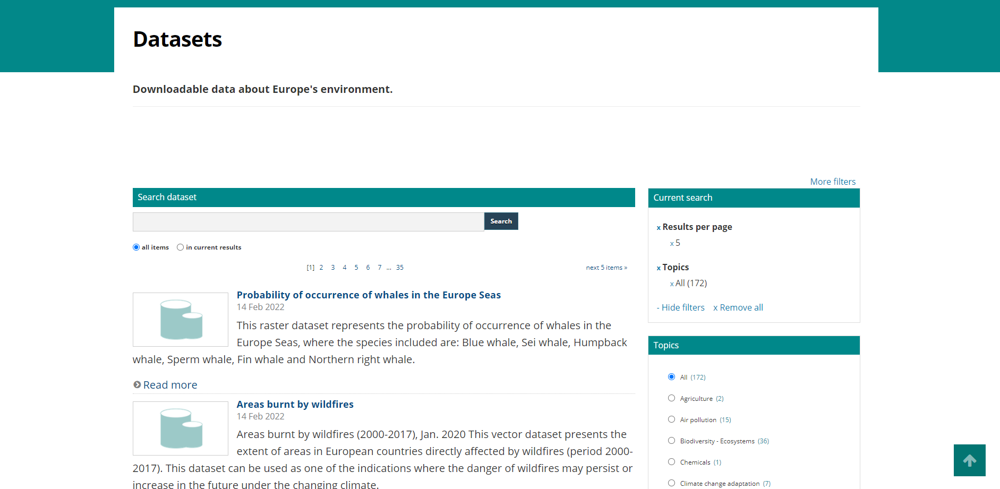 Datasets
Downloadable data about Europe's environment.
More filters
Search dataset
Search
all items in current results
[1] 2 3 4 5 6 7 ... 35 next 5 items »
Probability of occurrence of whales in the Europe Seas
14 Feb 2022
This raster dataset represents the probability of occurrence of whales in the
Europe Seas, where the species included are: Blue whale, Sei whale, Humpback
whale, Sperm whale, Fin whale and Northern right whale.
Read more
Areas burnt by wildfires
14 Feb 2022
Areas burnt by wildfires (2000-2017), Jan. 2020 This vector dataset presents the
extent of areas in European countries directly affected by wildfires (period 2000-
2017). This dataset can be used as one of the indications where the danger of wildfires may persist or
increase in the future under the changing climate.
Current search
x Results per page
x 5
x Topics
x All (172)
- Hide filters x Remove all
Topics
All (172)
Agriculture (2)
Air pollution (15)
Biodiversity - Ecosystems (36)
Chemicals (1)
Climate change adaptation (7)